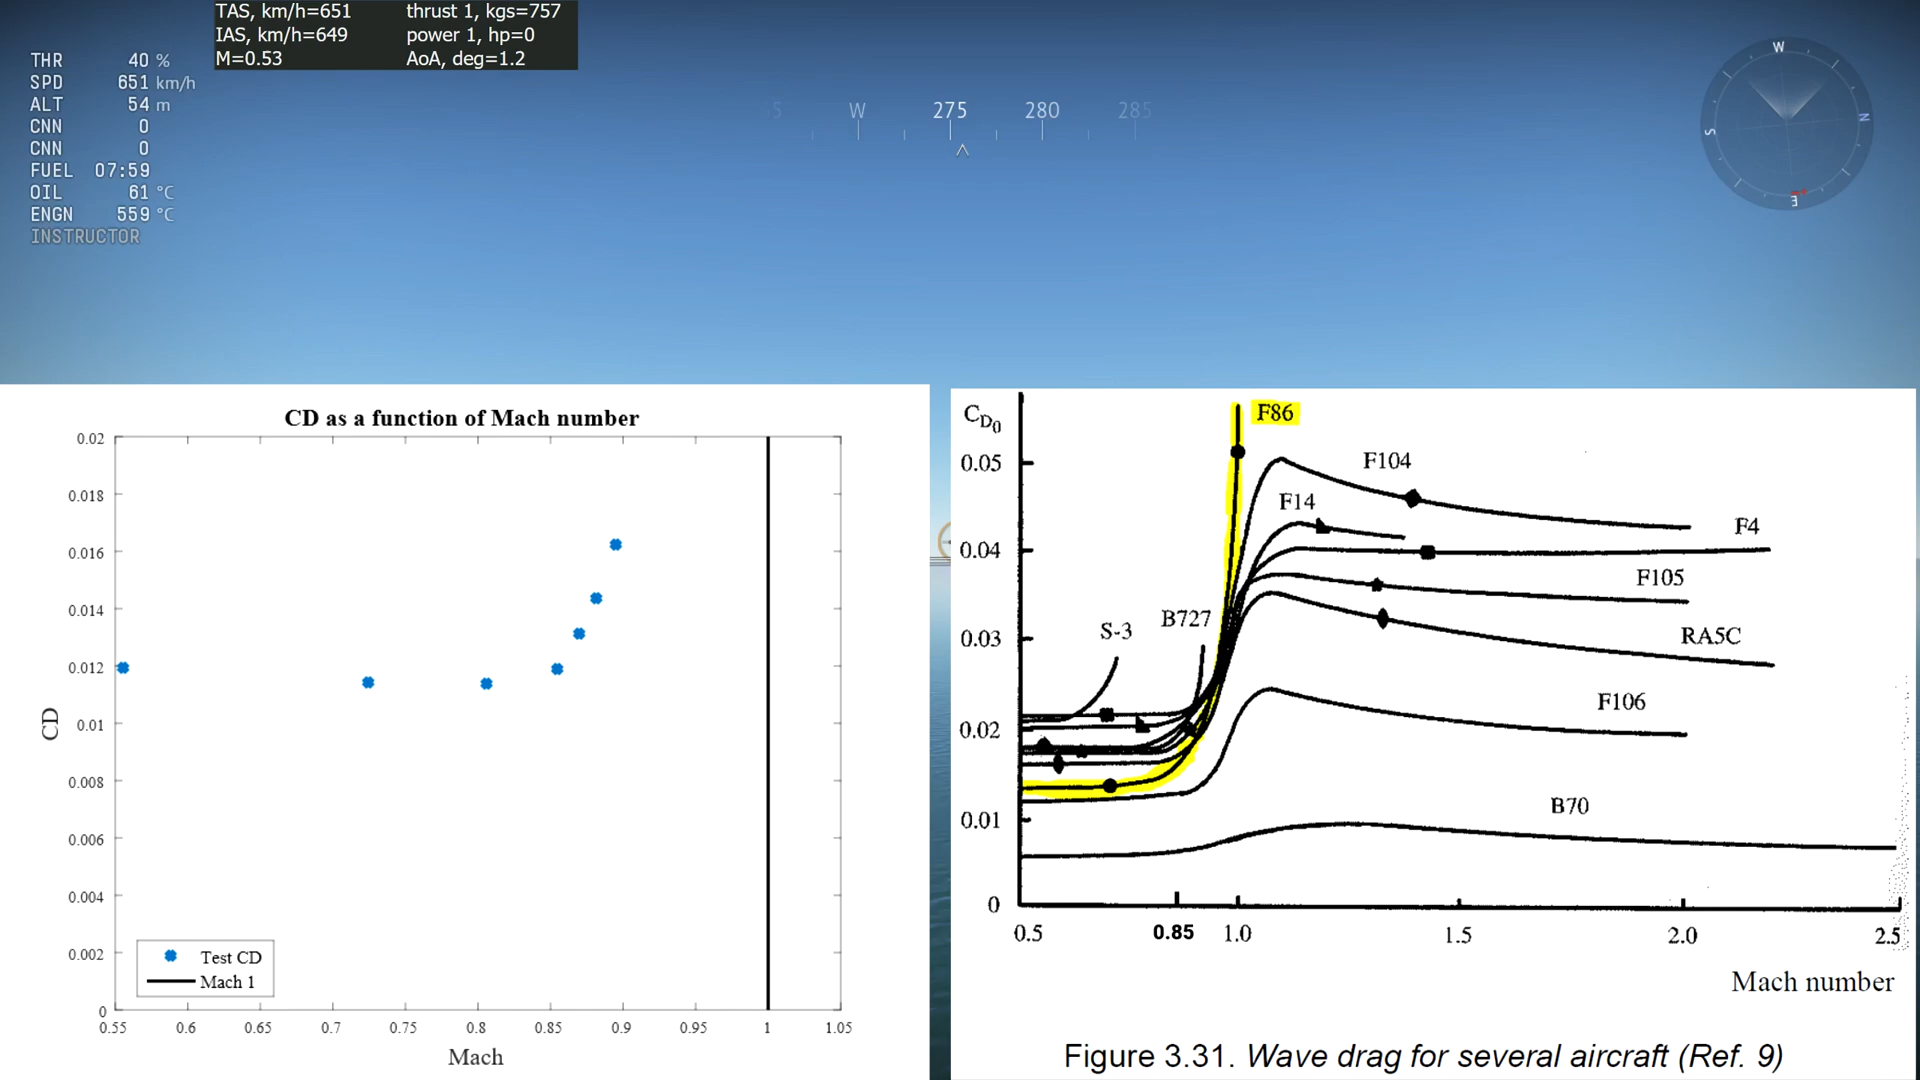 TAS, km/h=651 thrust 1, kgs=757
IAS, km/h=649 power 1, hp=0
M=0.53 AoA, deg=1.2
THR 40 %
SPD 651 km/h
ALT 54 m
CNN 0
CNN 0
FUEL 07:59
OIL 61 °C
ENGN 559 °C
INSTRUCTOR
5 W 275 280 285
W
N
S
E
CD as a function of Mach number
0.02
0.018
0.016
0.014
0.012
0.01
0.008
0.006
0.004
0.002
0
CD
Test CD
Mach 1
0.55 0.6 0.65 0.7 0.75 0.8 0.85 0.9 0.95 1 1.05
Mach
CD0
F86
0.05
F104
F14
F4
0.04
F105
S-3
B727
0.03
RA5C
F106
0.02
B70
0.01
0
0.5 0.85 1.0 1.5 2.0 2.5
Mach number
Figure 3.31. Wave drag for several aircraft (Ref. 9)